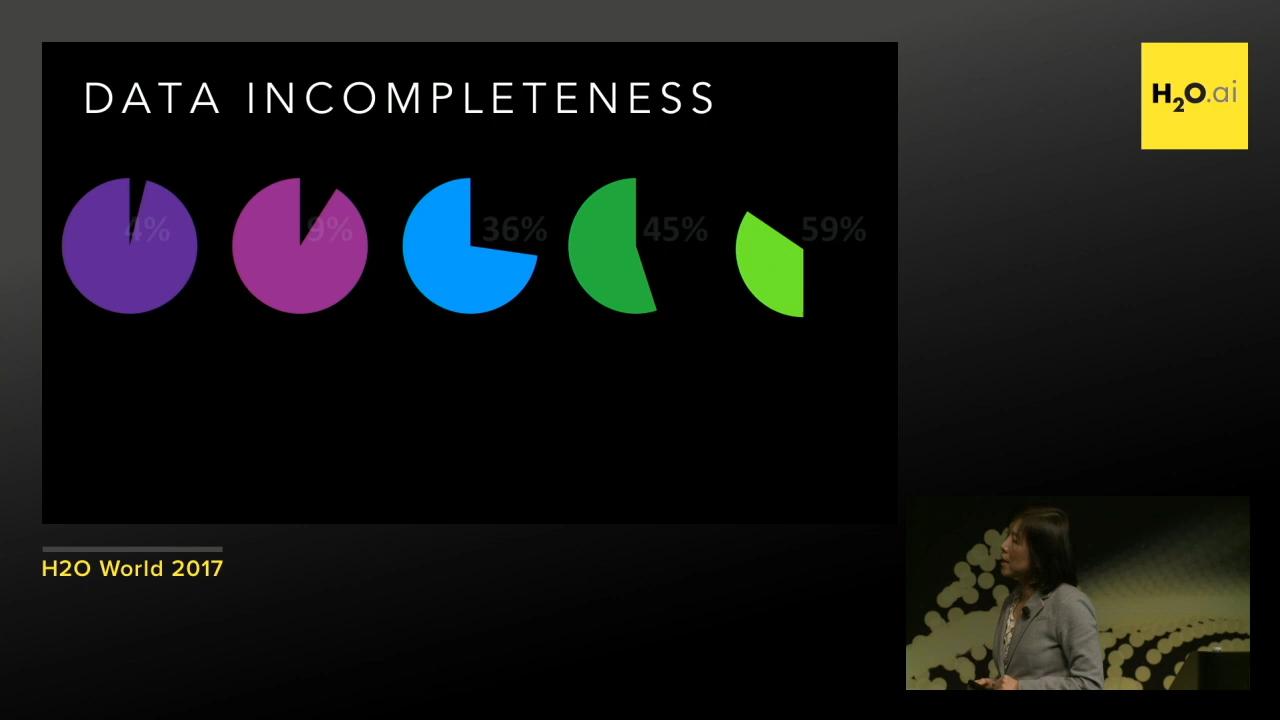 DATA INCOMPLETENESS
4%
9%
36%
45%
59%
H2O.ai
H2O World 2017